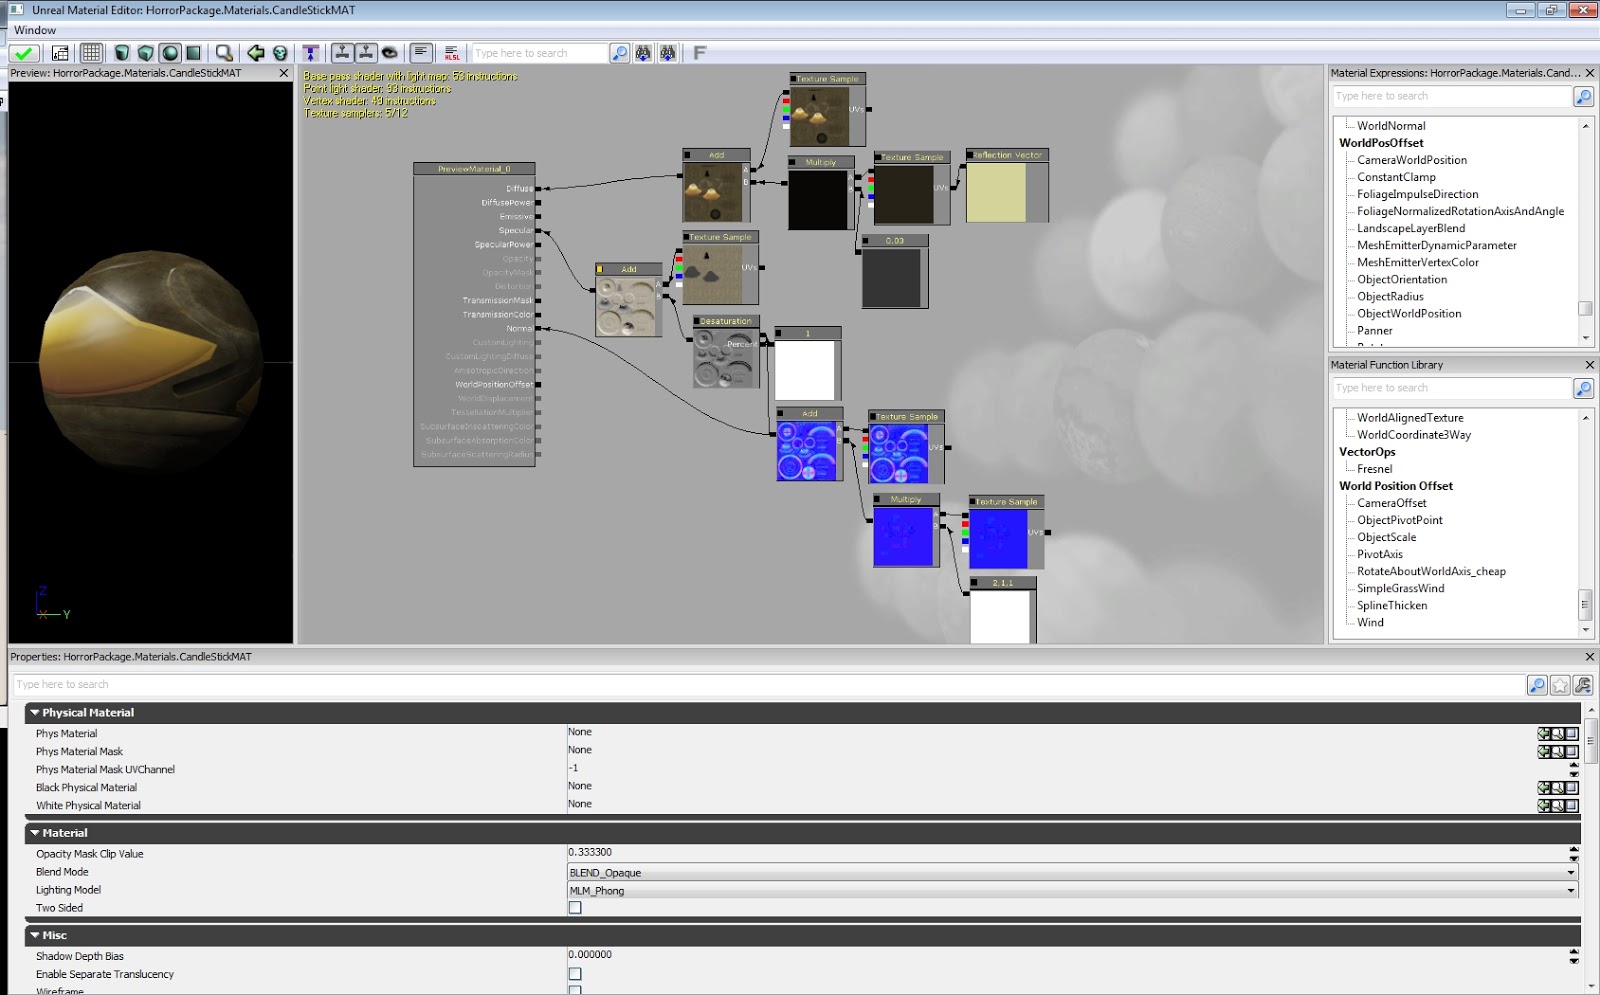 Unreal Material Editor: HorrorPackage.Materials.CandleStickMAT
Window
HLSL
Type here to search
F
Preview: HorrorPackage.Materials.CandleStickMAT
Base pass shader with light map: 53 instructions
Point light shader: 93 instructions
Vertex shader: 49 instructions
Texture samplers: 5/12
Z
X
Y
PreviewMaterial_0
Diffuse
DiffusePower
Emissive
Specular
SpecularPower
Opacity
OpacityMask
Distortion
TransmissionMask
TransmissionColor
Normal
CustomLighting
CustomLightingDiffuse
AnisotropicDirection
WorldPositionOffset
WorldDisplacement
TessellationMultiplier
SubsurfaceInscatteringColor
SubsurfaceAbsorptionColor
SubsurfaceScatteringRadius
Texture Sample
UVs
Add
A
B
Multiply
A
B
Texture Sample
UVs
Reflection Vector
0.03
Texture Sample
UVs
Add
A
B
Desaturation
Percent
1
Add
A
B
Texture Sample
UVs
Multiply
A
B
Texture Sample
UVs
2,1,1
Material Expressions: HorrorPackage.Materials.Cand...
Type here to search
WorldNormal
WorldPosOffset
CameraWorldPosition
ConstantClamp
FoliageImpulseDirection
FoliageNormalizedRotationAxisAndAngle
LandscapeLayerBlend
MeshEmitterDynamicParameter
MeshEmitterVertexColor
ObjectOrientation
ObjectRadius
ObjectWorldPosition
Panner
Material Function Library
Type here to search
WorldAlignedTexture
WorldCoordinate3Way
VectorOps
Fresnel
World Position Offset
CameraOffset
ObjectPivotPoint
ObjectScale
PivotAxis
RotateAboutWorldAxis_cheap
SimpleGrassWind
SplineThicken
Wind
Properties: HorrorPackage.Materials.CandleStickMAT
Type here to search
Physical Material
Phys Material None
Phys Material Mask None
Phys Material Mask UVChannel -1
Black Physical Material None
White Physical Material None
Material
Opacity Mask Clip Value 0.333300
Blend Mode BLEND_Opaque
Lighting Model MLM_Phong
Two Sided
Misc
Shadow Depth Bias 0.000000
Enable Separate Translucency
Wireframe